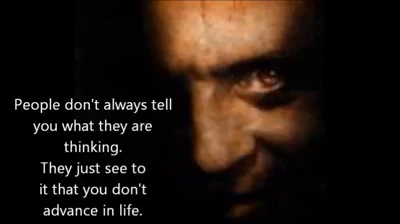 People don't always tell
you what they are
thinking.
They just see to
it that you don't
advance in life.